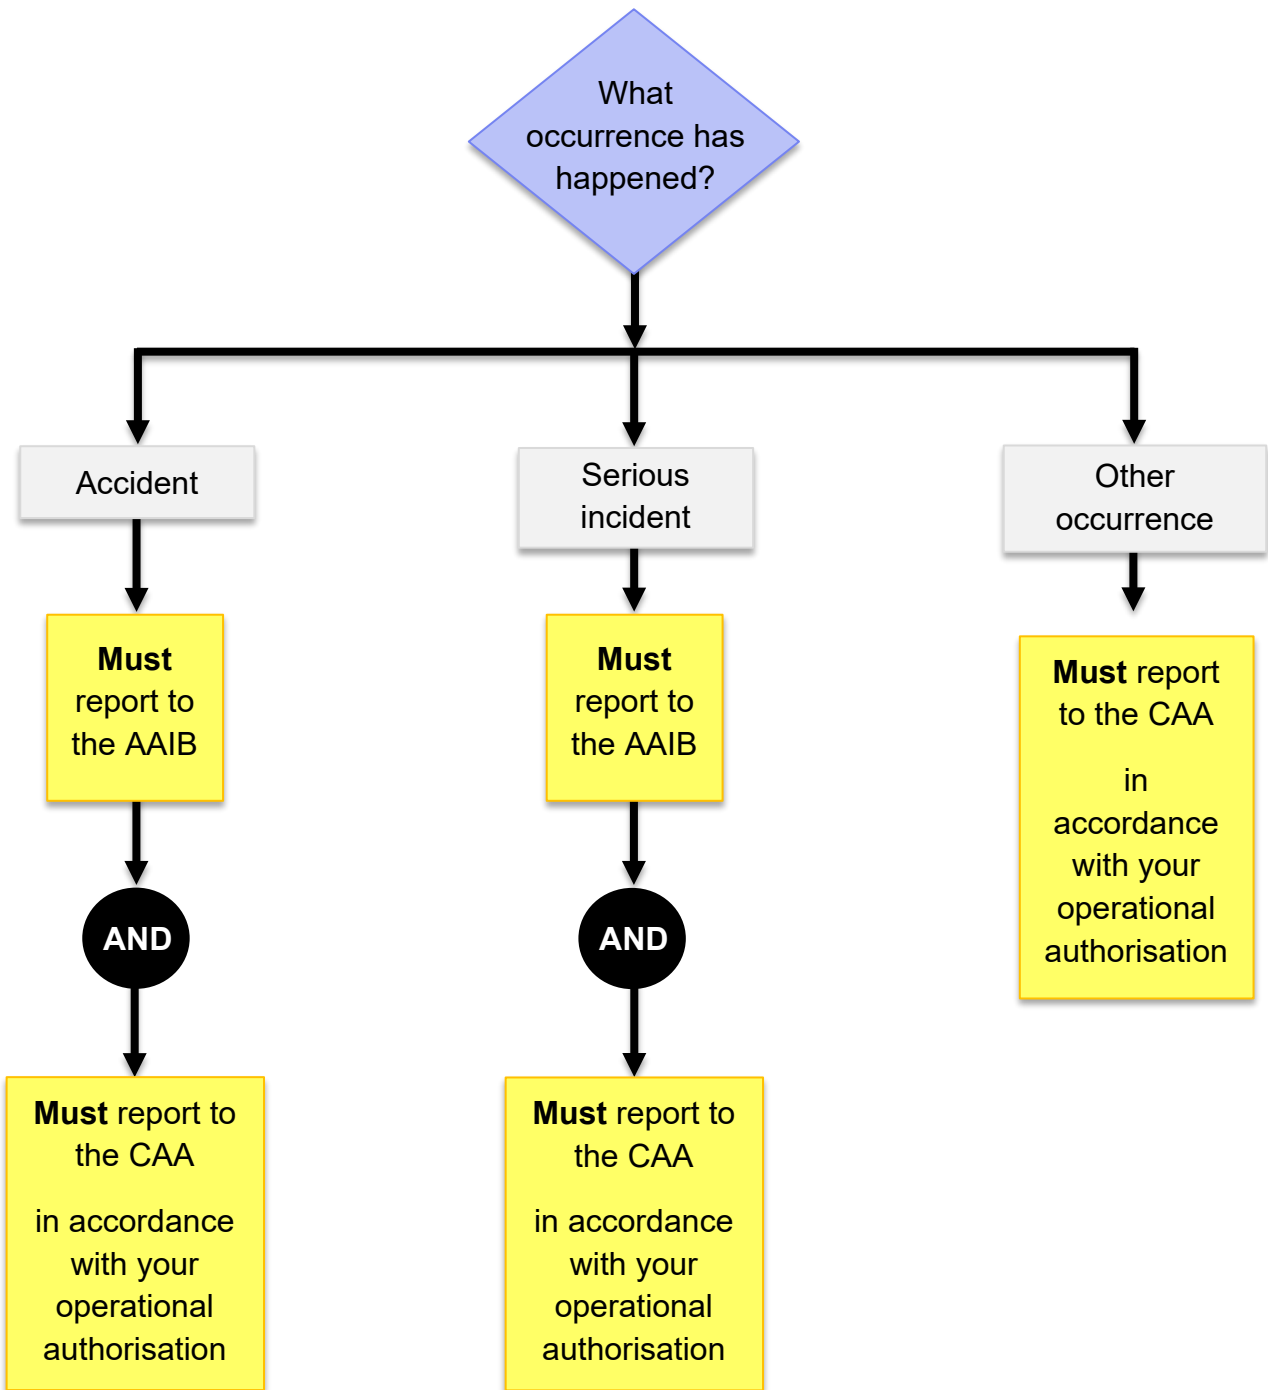 What
occurrence has
happened?
Accident
Serious
incident
Other
occurrence
Must
report to
the AAIB
Must
report to
the AAIB
Must report
to the CAA
in
accordance
with your
operational
authorisation
AND
AND
Must report to
the CAA
in accordance
with your
operational
authorisation
Must report to
the CAA
in accordance
with your
operational
authorisation